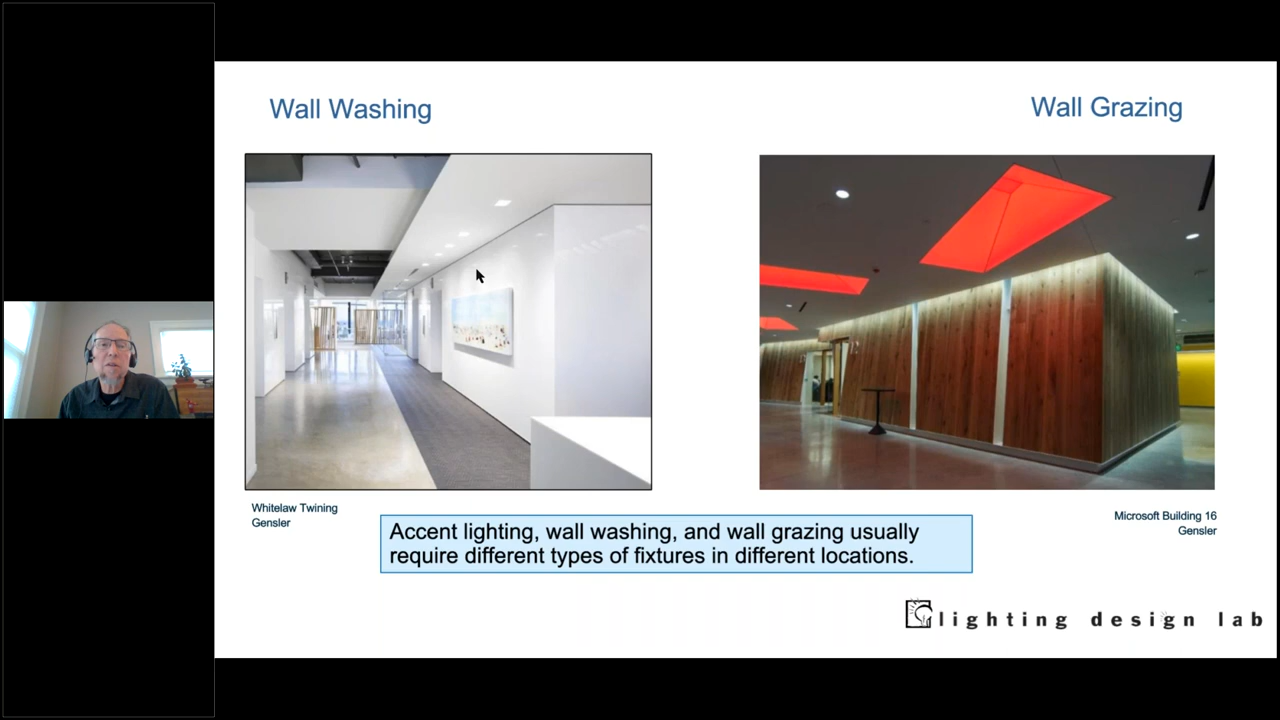 Wall Washing
Wall Grazing
Whitelaw Twining
Gensler
Microsoft Building 16
Gensler
Accent lighting, wall washing, and wall grazing usually
require different types of fixtures in different locations.
lighting design lab